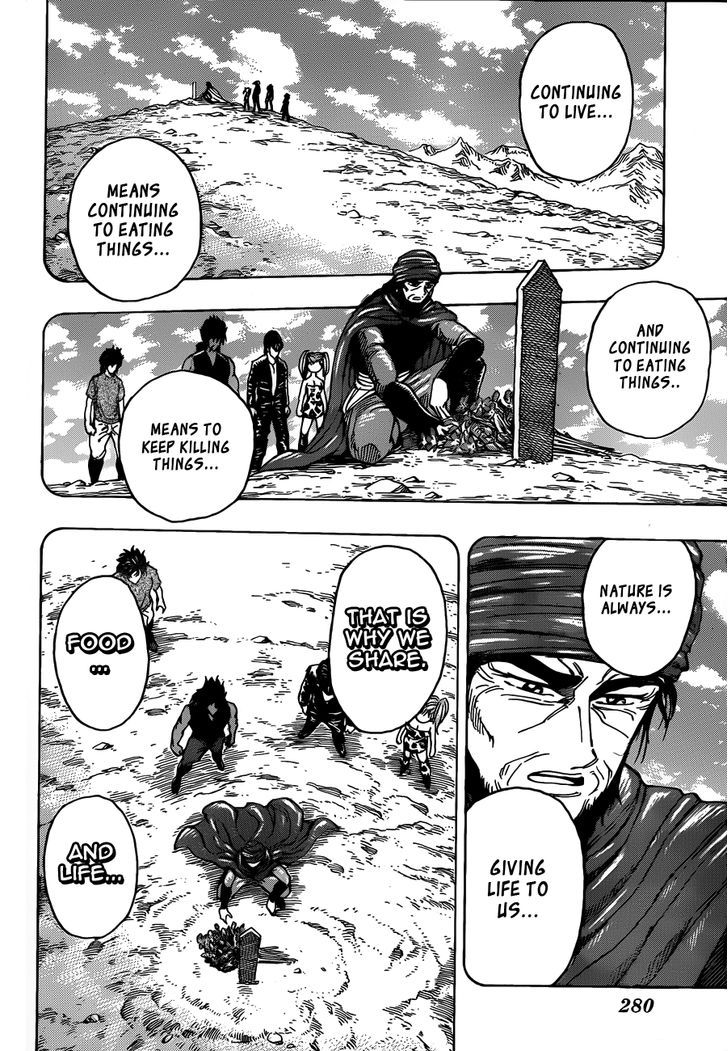 CONTINUING
TO LIVE...
MEANS
CONTINUING
TO EATING
THINGS...
AND
CONTINUING
TO EATING
THINGS..
MEANS TO
KEEP KILLING
THINGS...
NATURE IS
ALWAYS...
GIVING
LIFE TO
US...
THAT IS
WHY WE
SHARE.
FOOD
...
AND
LIFE...
280